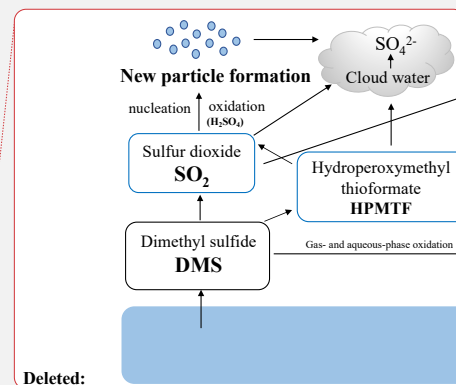 SO₄²⁻
Cloud water
New particle formation
nucleation oxidation
(H₂SO₄)
Sulfur dioxide
SO₂
Hydroperoxymethyl
thioformate
HPMTF
Dimethyl sulfide
DMS
Gas- and aqueous-phase oxidation
Deleted: